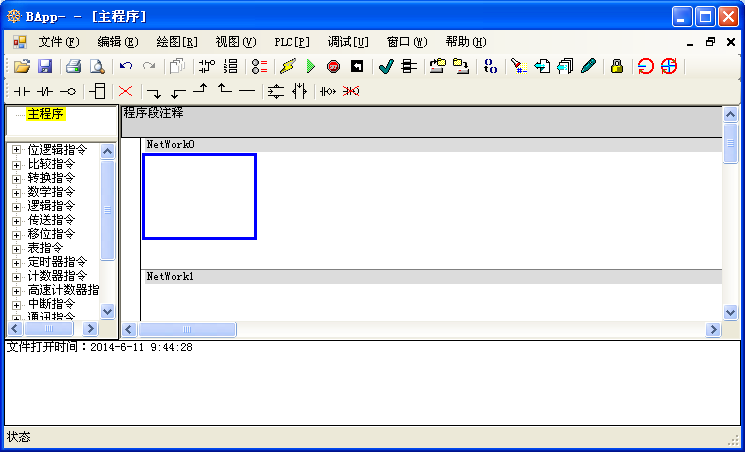 BApp- - [主程序]
文件(F) 编辑(E) 绘图[R] 视图(V) PLC[P] 调试[U] 窗口(W) 帮助(H)
主程序
程序段注释
NetWork0
位逻辑指令
比较指令
转换指令
数学指令
逻辑指令
传送指令
移位指令
表指令
定时器指令
计数器指令
高速计数器指
中断指令
通讯指令
NetWork1
文件打开时间：2014-6-11 9:44:28
状态